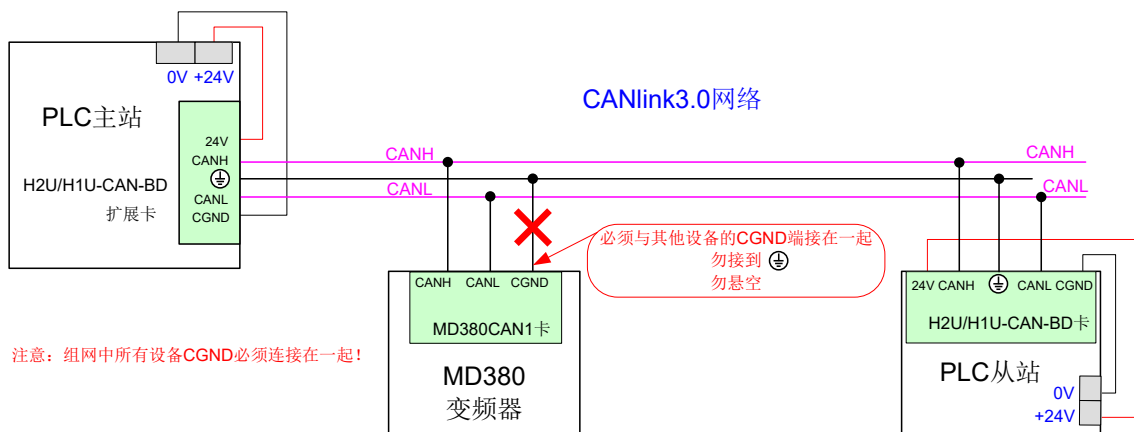 CANlink3.0网络
0V +24V
PLC主站
H2U/H1U-CAN-BD
扩展卡
24V
CANH
CANL
CGND
CANH
CANL
CANH
CANL
必须与其他设备的CGND端接在一起
勿接到
勿悬空
CANH CANL CGND
MD380CAN1卡
MD380
变频器
24V CANH CANL CGND
H2U/H1U-CAN-BD卡
PLC从站
0V
+24V
注意：组网中所有设备CGND必须连接在一起！